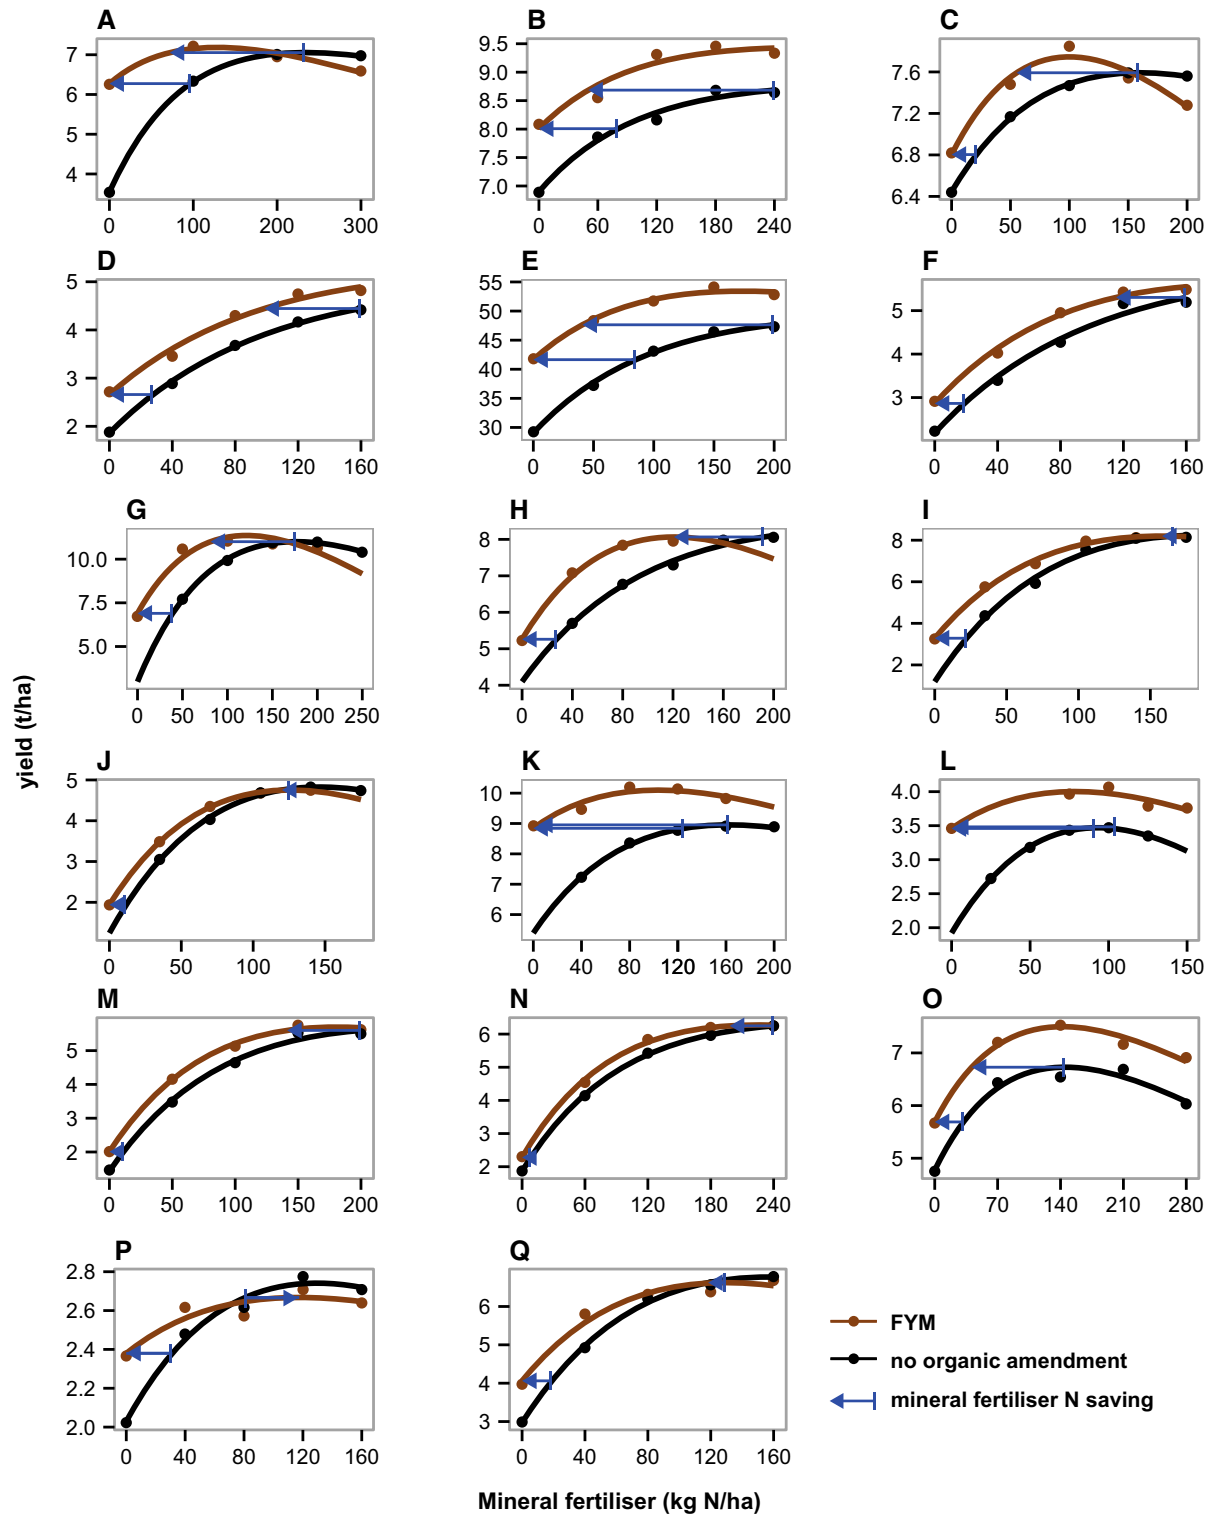 A
B
C
7
6
5
4
0 100 200 300
9.5
9.0
8.5
8.0
7.5
7.0
0 60 120 180 240
7.6
7.2
6.8
6.4
0 50 100 150 200
D
E
F
5
4
3
2
0 40 80 120 160
55
50
45
40
35
30
0 50 100 150 200
5
4
3
0 40 80 120 160
G
H
I
10.0
7.5
5.0
0 50 100 150 200 250
8
7
6
5
4
0 40 80 120 160 200
8
6
4
2
0 50 100 150
yield (t/ha)
J
K
L
5
4
3
2
0 50 100 150
10
9
8
7
6
0 40 80 120 160 200
4.0
3.5
3.0
2.5
2.0
0 50 100 150
M
N
O
5
4
3
2
0 50 100 150 200
6
5
4
3
2
0 60 120 180 240
7
6
5
0 70 140 210 280
P
Q
2.8
2.6
2.4
2.2
2.0
0 40 80 120 160
6
5
4
3
0 40 80 120 160
FYM
no organic amendment
mineral fertiliser N saving
Mineral fertiliser (kg N/ha)